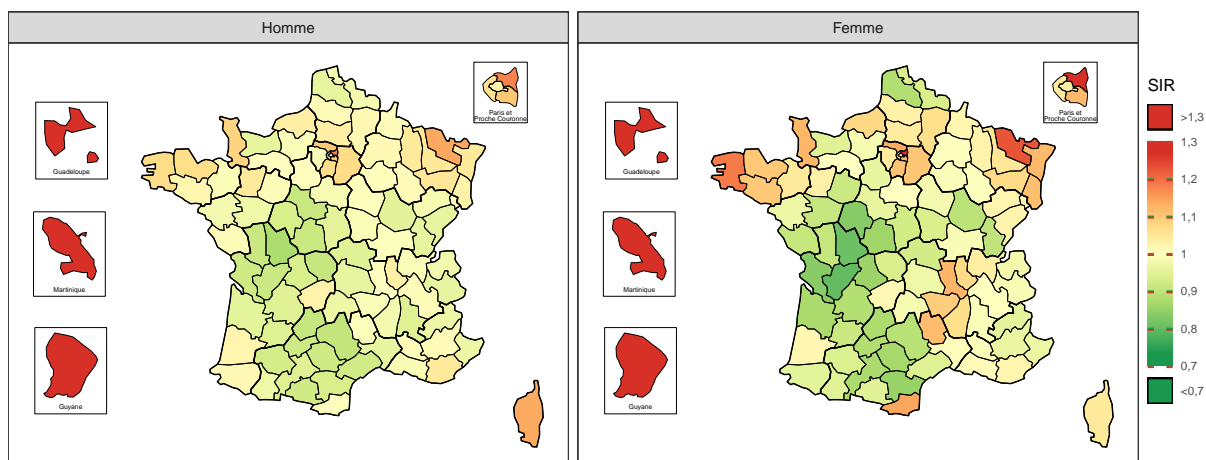 Homme
Guadeloupe
Martinique
Guyane
Paris et
Proche Couronne
Femme
Guadeloupe
Martinique
Guyane
Paris et
Proche Couronne
SIR
>1,3
1,3
1,2
1,1
1
0,9
0,8
0,7
<0,7